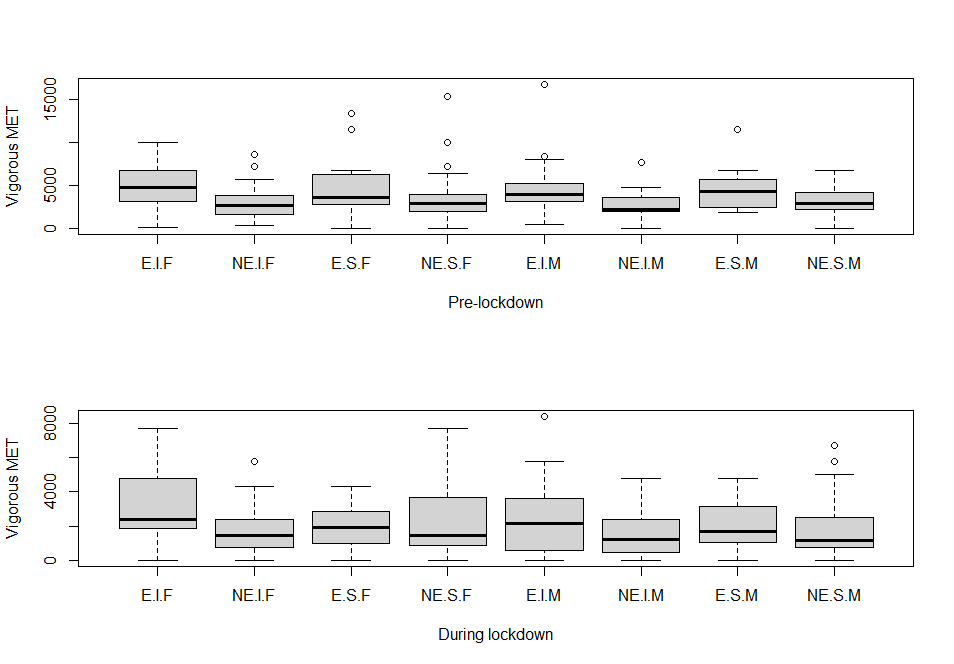 Vigorous MET
15000
5000
0
E.I.F NE.I.F E.S.F NE.S.F E.I.M NE.I.M E.S.M NE.S.M
Pre-lockdown
Vigorous MET
8000
4000
0
E.I.F NE.I.F E.S.F NE.S.F E.I.M NE.I.M E.S.M NE.S.M
During lockdown